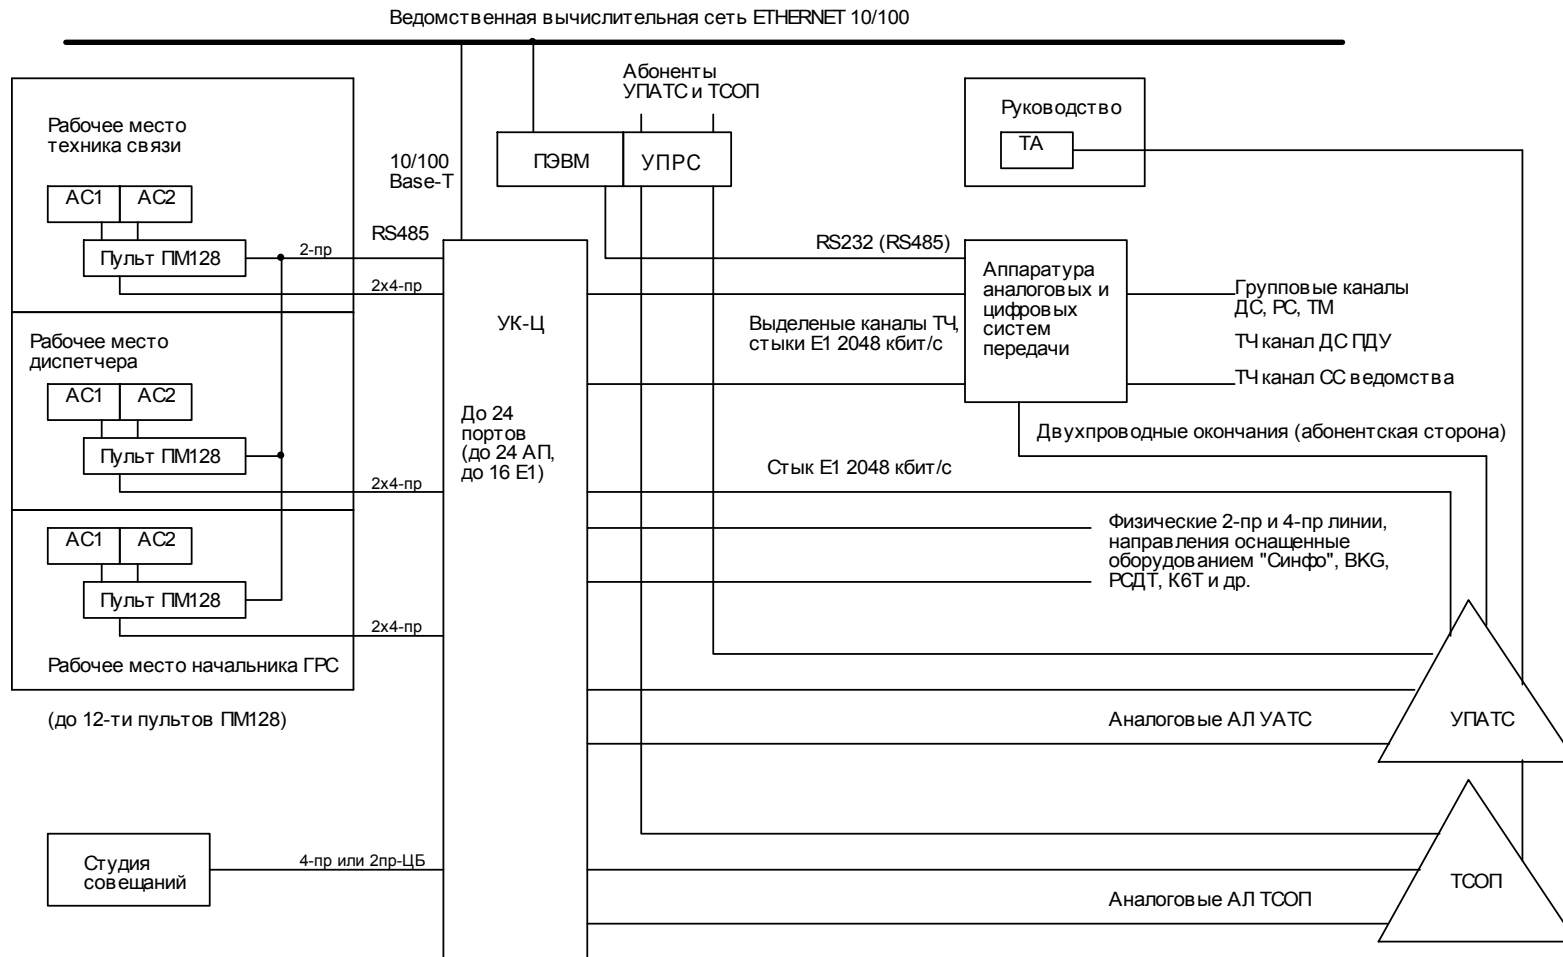 Ведомственная вычислительная сеть ETHERNET 10/100
Абоненты
УПАТС и ТСОП
Руководство
ТА
Рабочее место
техника связи
10/100
Base-T
ПЭВМ
УПРС
АС1
АС2
RS485
Пульт ПМ128
2-пр
2х4-пр
RS232 (RS485)
УК-Ц
Аппаратура
аналоговых и
цифровых
систем
передачи
Групповые каналы
ДС, РС, ТМ
Выделеные каналы ТЧ,
стыки Е1 2048 кбит/с
ТЧ канал ДС ПДУ
ТЧ канал СС ведомства
Рабочее место
диспетчера
АС1
АС2
Пульт ПМ128
2х4-пр
До 24
портов
(до 24 АП,
до 16 Е1)
Двухпроводные окончания (абонентская сторона)
Стык Е1 2048 кбит/с
Физические 2-пр и 4-пр линии,
направления оснащенные
оборудованием "Синфо", BKG,
РСДТ, К6Т и др.
АС1
АС2
Пульт ПМ128
2х4-пр
Рабочее место начальника ГРС
(до 12-ти пультов ПМ128)
Аналоговые АЛ УАТС
УПАТС
Студия
совещаний
4-пр или 2пр-ЦБ
Аналоговые АЛ ТСОП
ТСОП